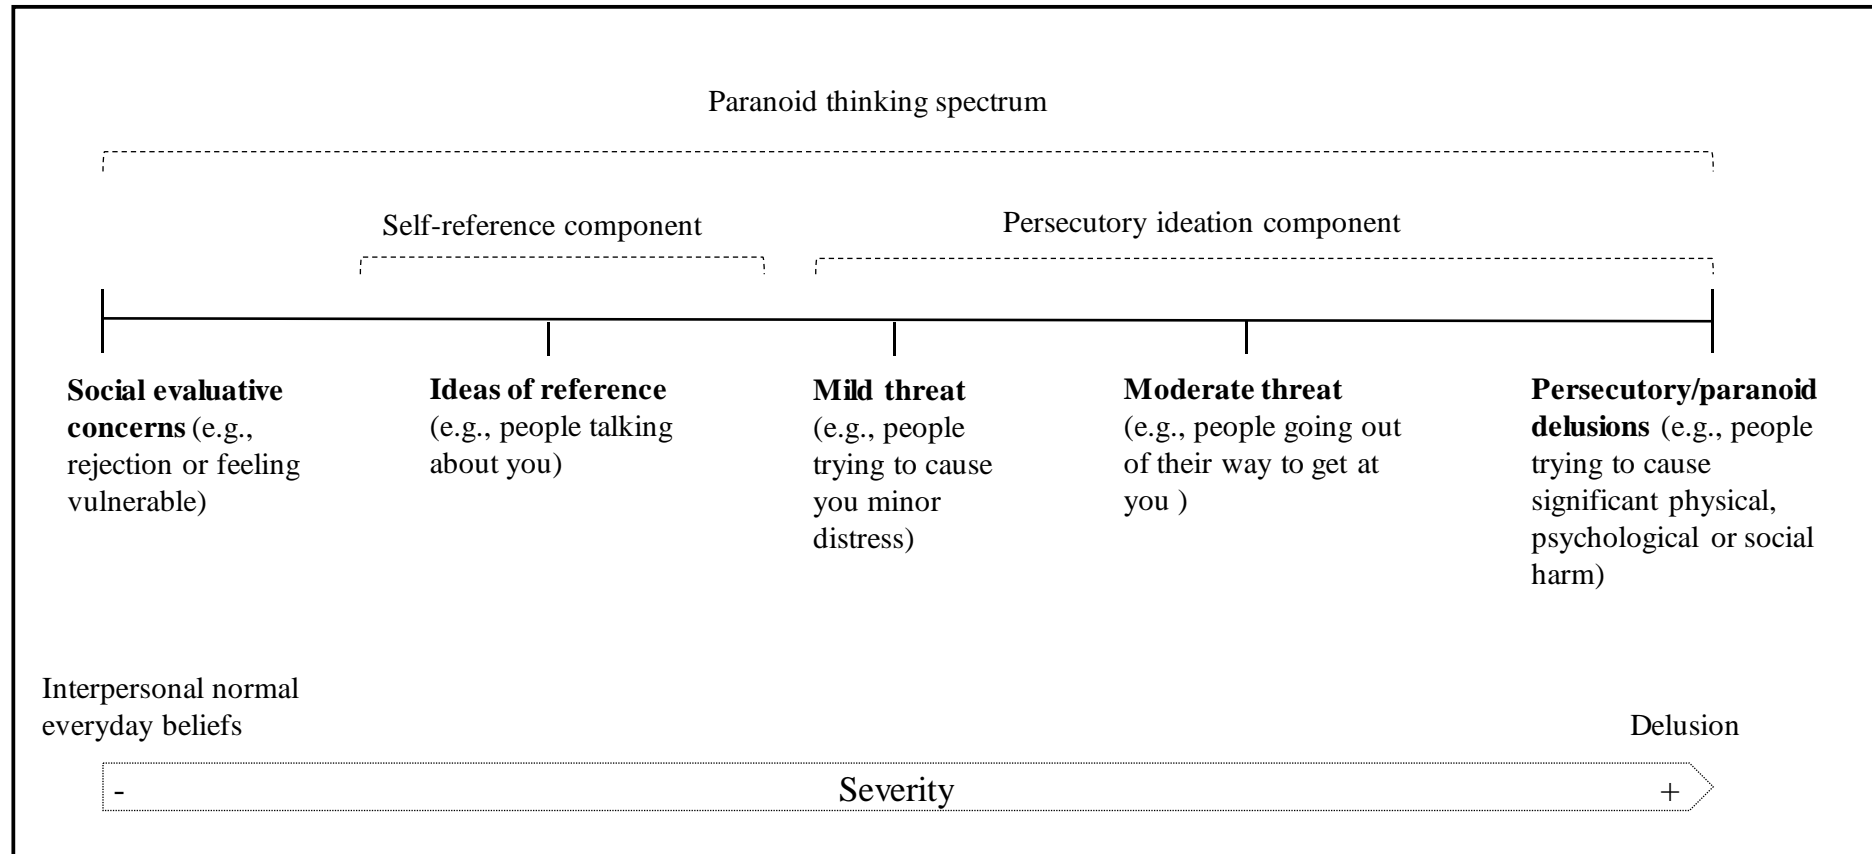 Paranoid thinking spectrum
Self-reference component
Persecutory ideation component
Social evaluative
concerns (e.g.,
rejection or feeling
vulnerable)
Ideas of reference
(e.g., people talking
about you)
Mild threat
(e.g., people
trying to cause
you minor
distress)
Moderate threat
(e.g., people going out
of their way to get at
you )
Persecutory/paranoid
delusions (e.g., people
trying to cause
significant physical,
psychological or social
harm)
Interpersonal normal
everyday beliefs
Delusion
- Severity +